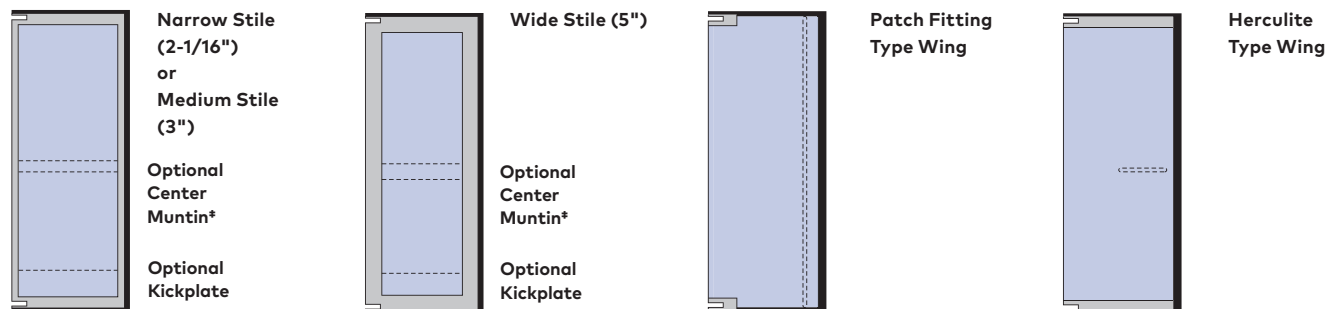 Narrow Stile
(2-1/16")
or
Medium Stile
(3")
Optional
Center
Muntin‡
Optional
Kickplate
Wide Stile (5")
Optional
Center
Muntin‡
Optional
Kickplate
Patch Fitting
Type Wing
Herculite
Type Wing